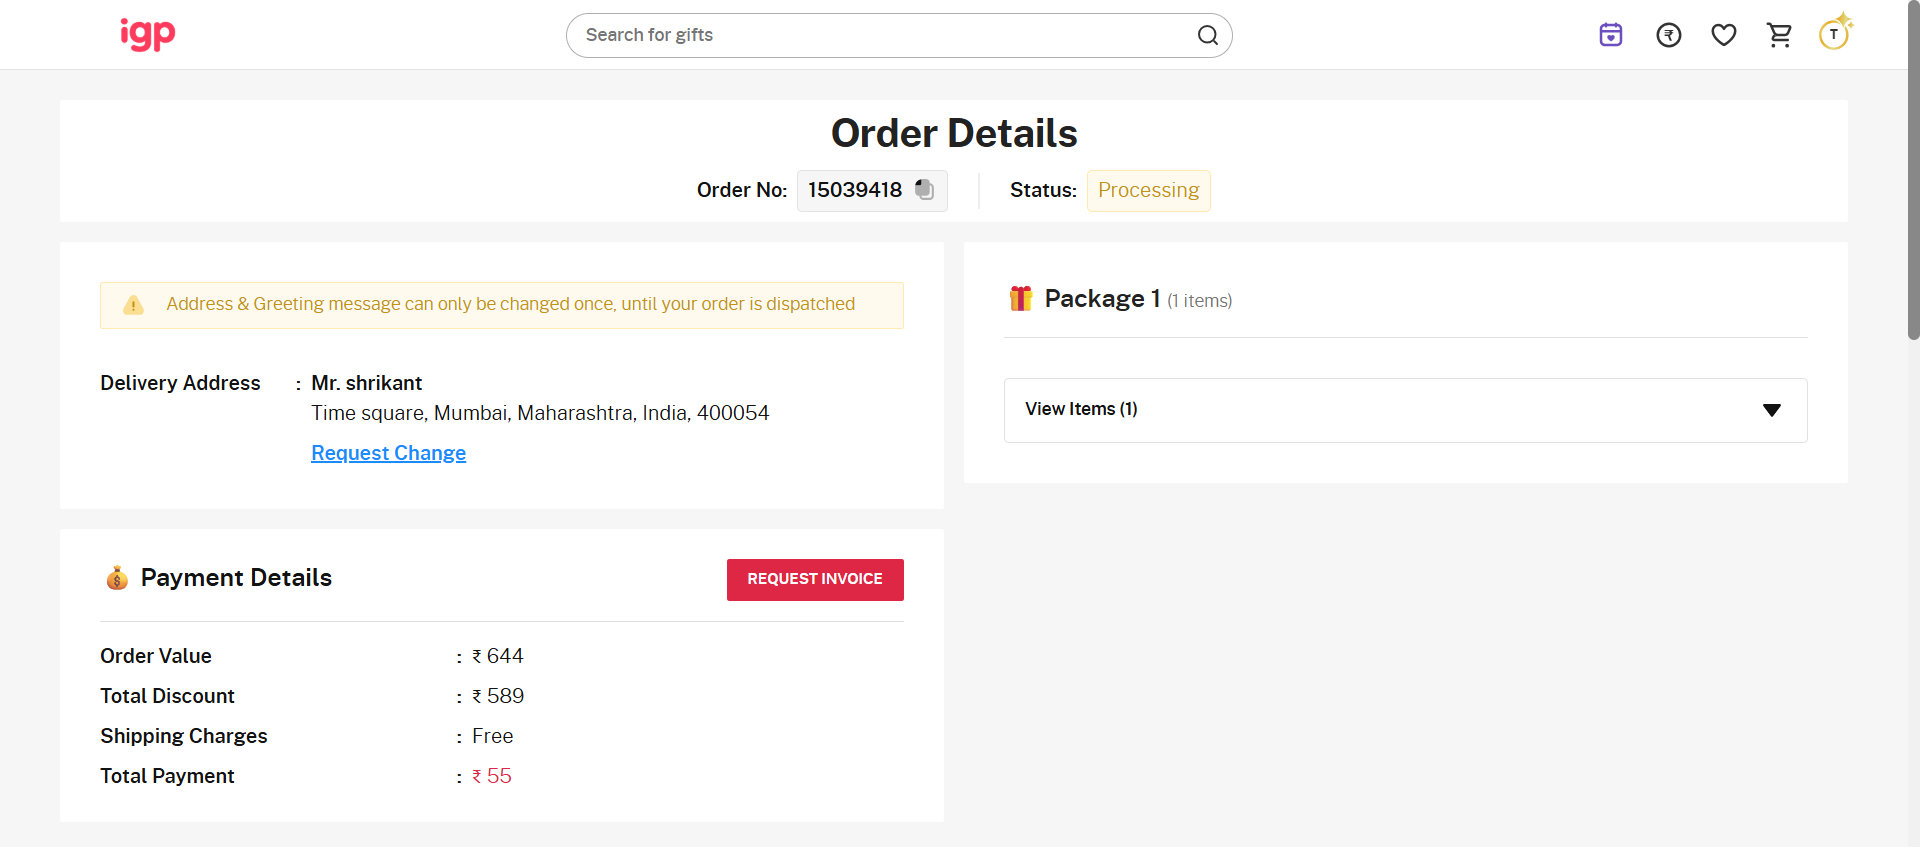 igp
Search for gifts
₹
T
Order Details
Order No: 15039418
Status: Processing
Address & Greeting message can only be changed once, until your order is dispatched
Delivery Address : Mr. shrikant
Time square, Mumbai, Maharashtra, India, 400054
Request Change
Package 1 (1 items)
View Items (1)
Payment Details
REQUEST INVOICE
Order Value : ₹ 644
Total Discount : ₹ 589
Shipping Charges : Free
Total Payment : ₹ 55